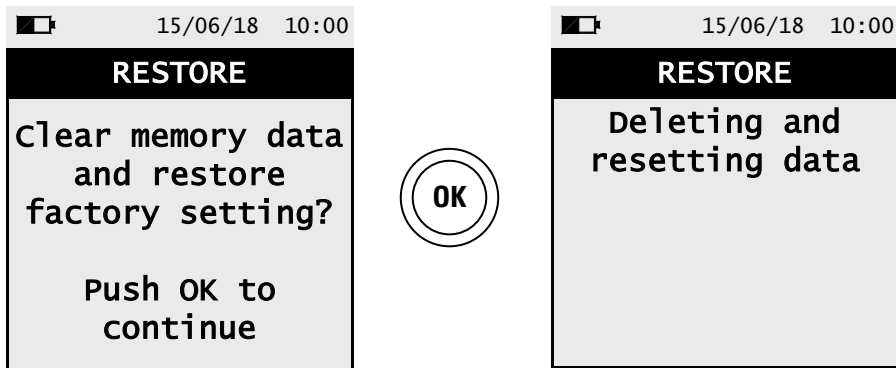 15/06/18 10:00
RESTORE
Clear memory data
and restore
factory setting?
Push OK to
continue
OK
15/06/18 10:00
RESTORE
Deleting and
resetting data